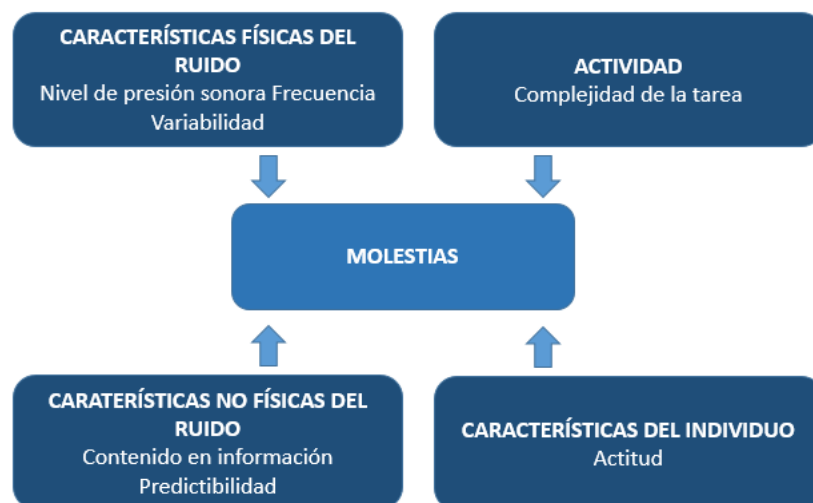 CARACTERÍSTICAS FÍSICAS DEL
RUIDO
Nivel de presión sonora Frecuencia
Variabilidad
ACTIVIDAD
Complejidad de la tarea
MOLESTIAS
CARATERÍSTICAS NO FÍSICAS DEL
RUIDO
Contenido en información
Predictibilidad
CARACTERÍSTICAS DEL INDIVIDUO
Actitud